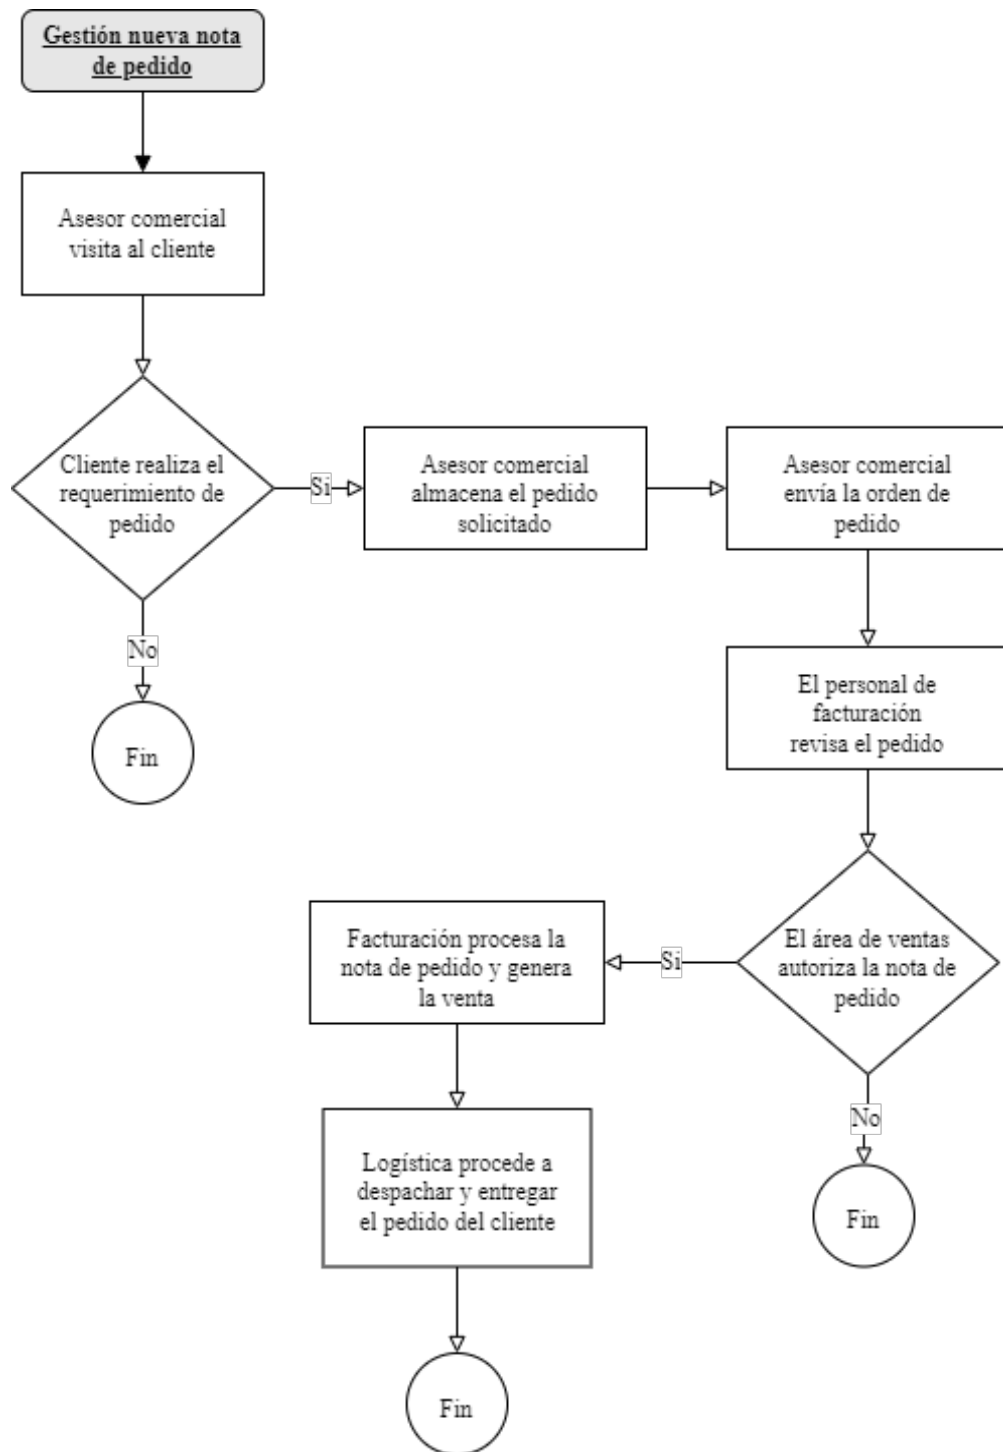 Gestión nueva nota
de pedido
Asesor comercial
visita al cliente
Cliente realiza el
requerimiento de
pedido
Si
Asesor comercial
almacena el pedido
solicitado
Asesor comercial
envía la orden de
pedido
No
Fin
El personal de
facturación
revisa el pedido
El área de ventas
autoriza la nota de
pedido
Si
Facturación procesa la
nota de pedido y genera
la venta
No
Fin
Logística procede a
despachar y entregar
el pedido del cliente
Fin